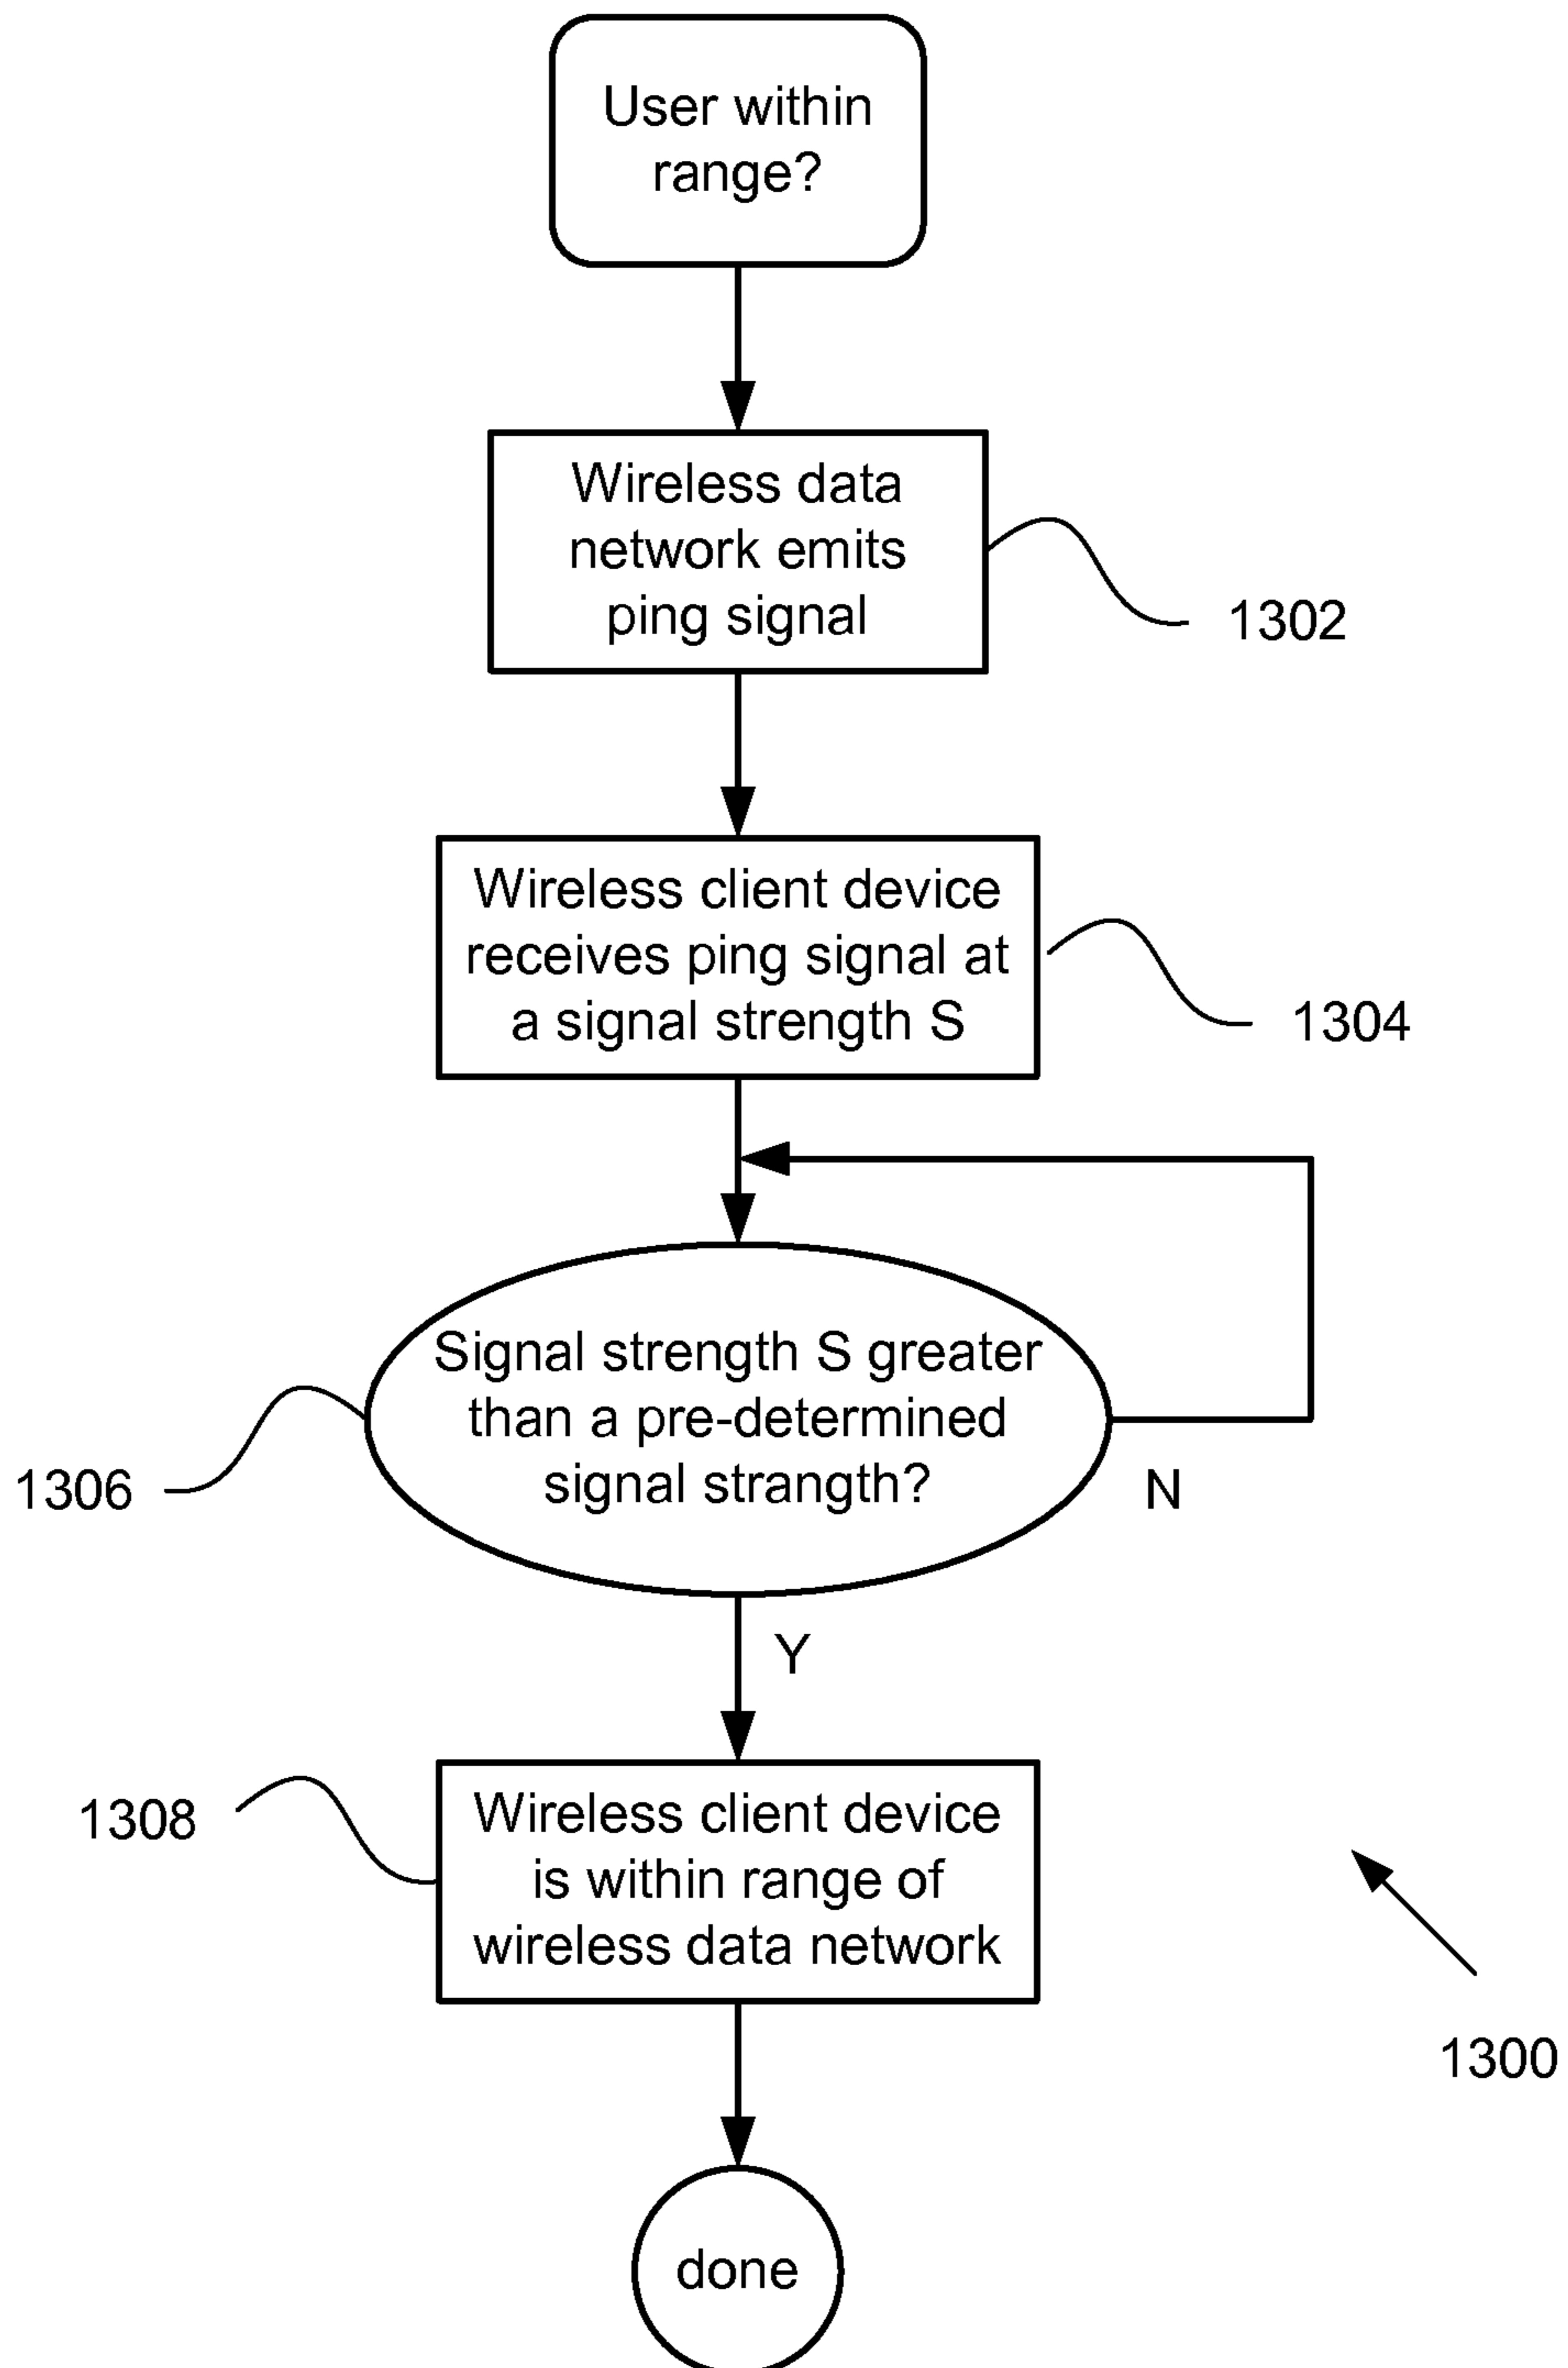 User within
range?
Wireless data
network emits
ping signal
1302
Wireless client device
receives ping signal at
a signal strength S
1304
Signal strength S greater
than a pre-determined
signal strangth?
1306
N
Y
Wireless client device
is within range of
wireless data network
1308
1300
done